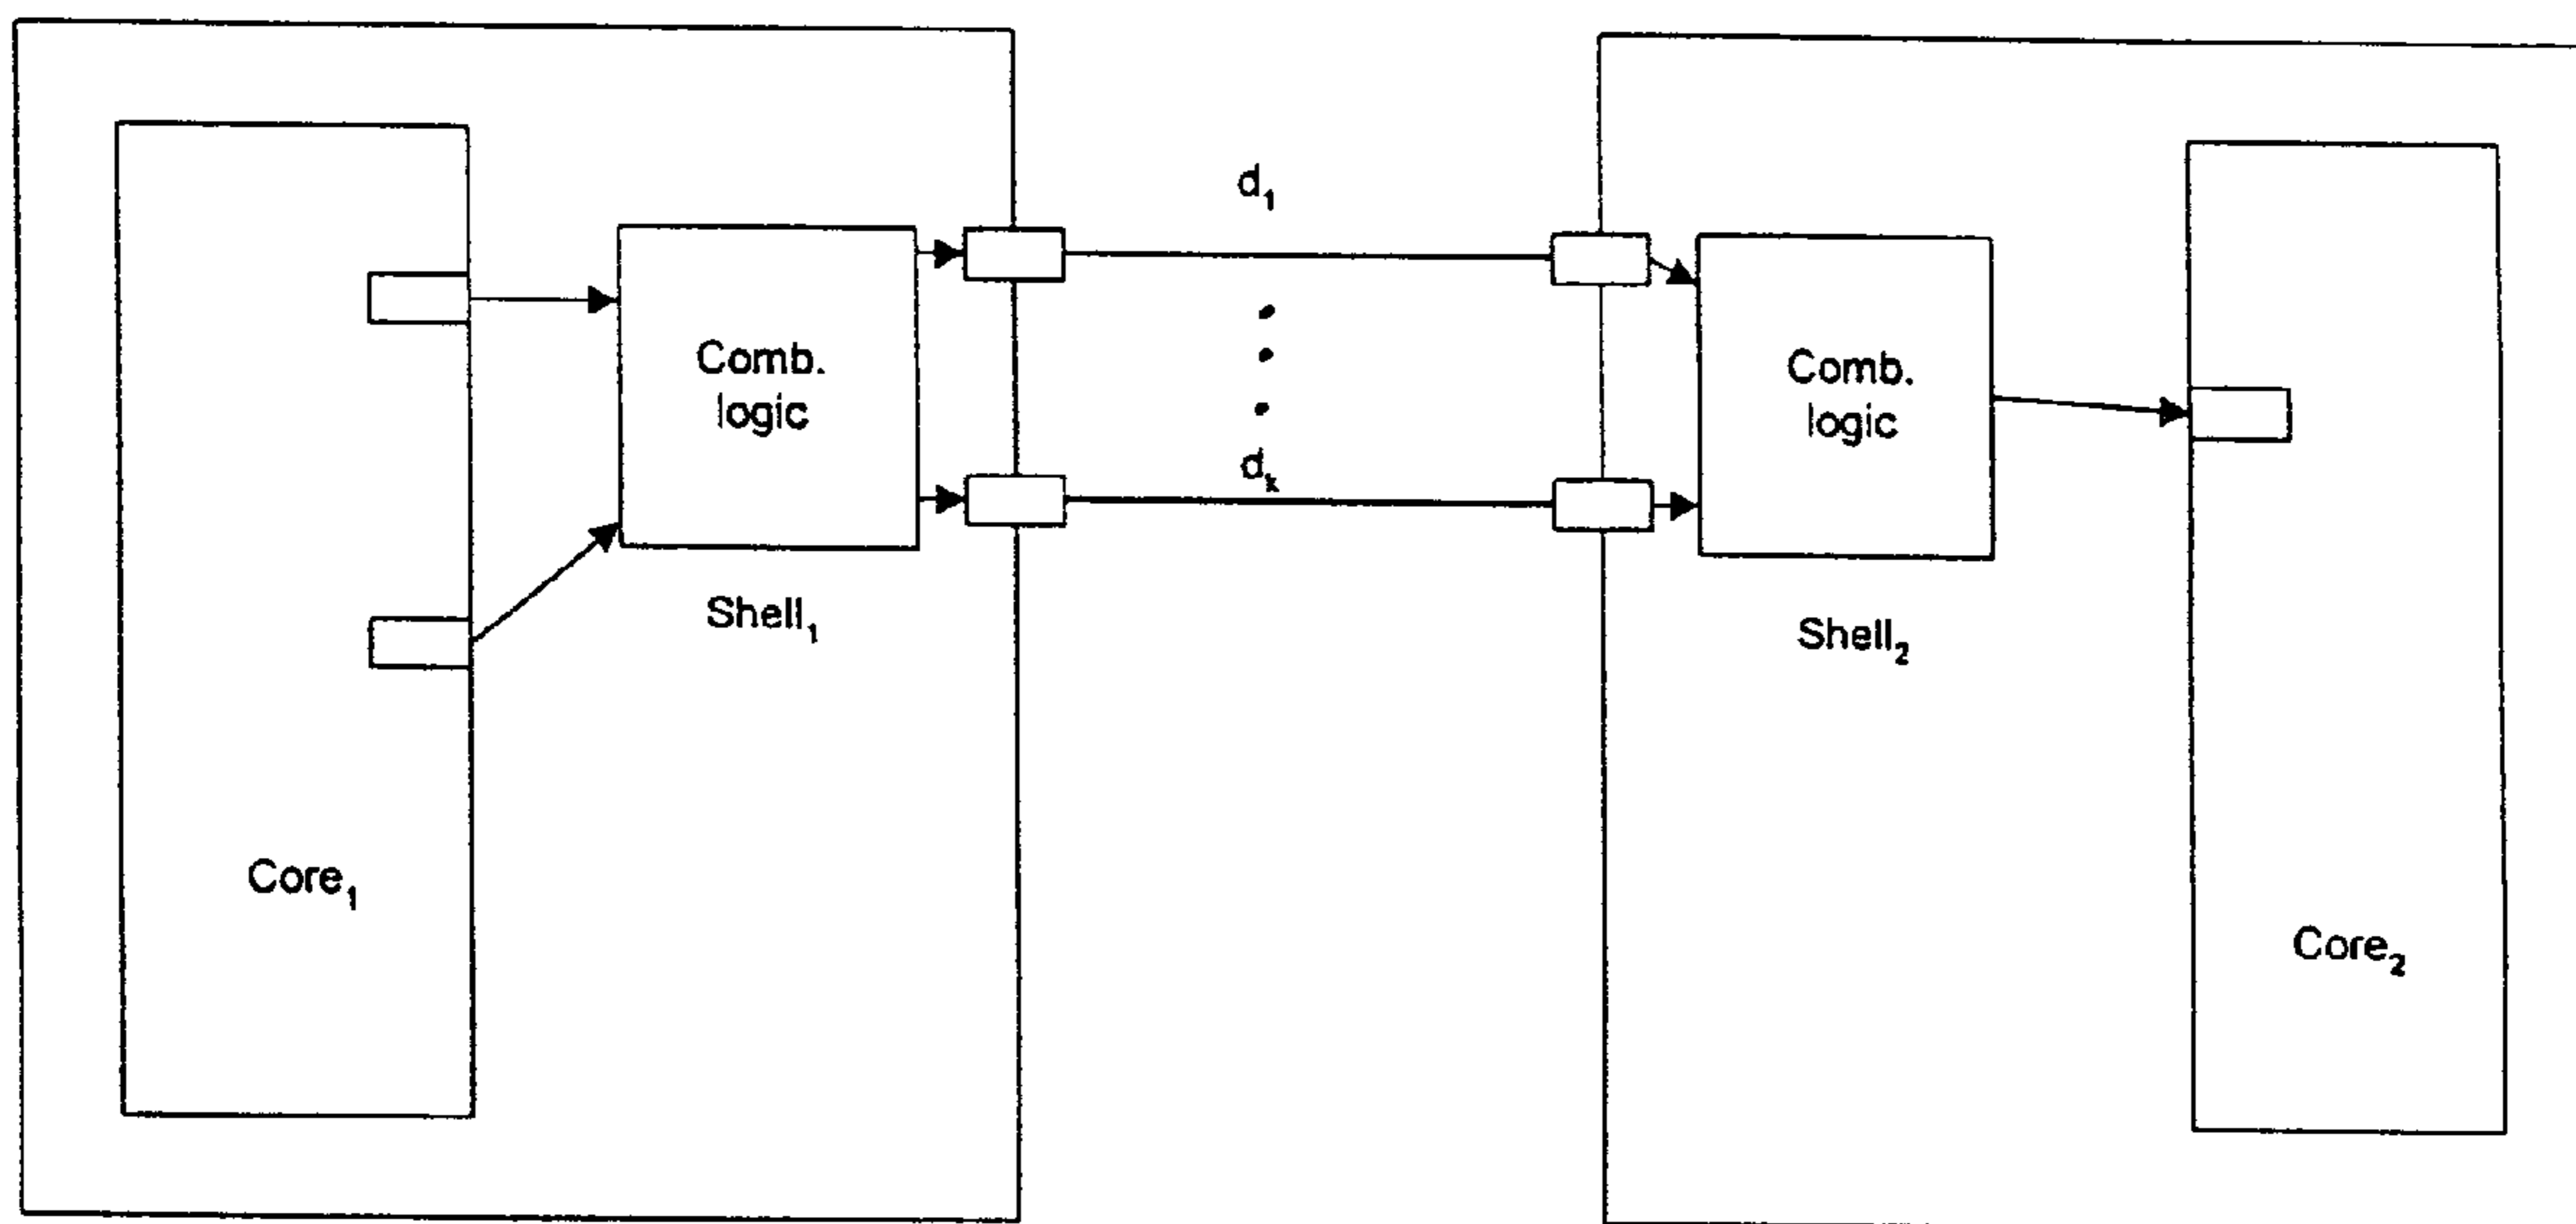 d₁
Comb.
logic
Comb.
logic
dₖ
Shell₁
Shell₂
Core₁
Core₂